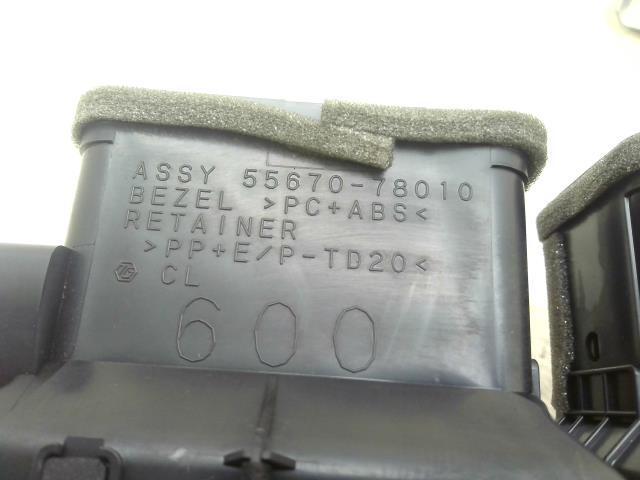 ASSY 55670-78010
BEZEL >PC+ABS<
RETAINER
>PP+E/P-TD20<
CL
600